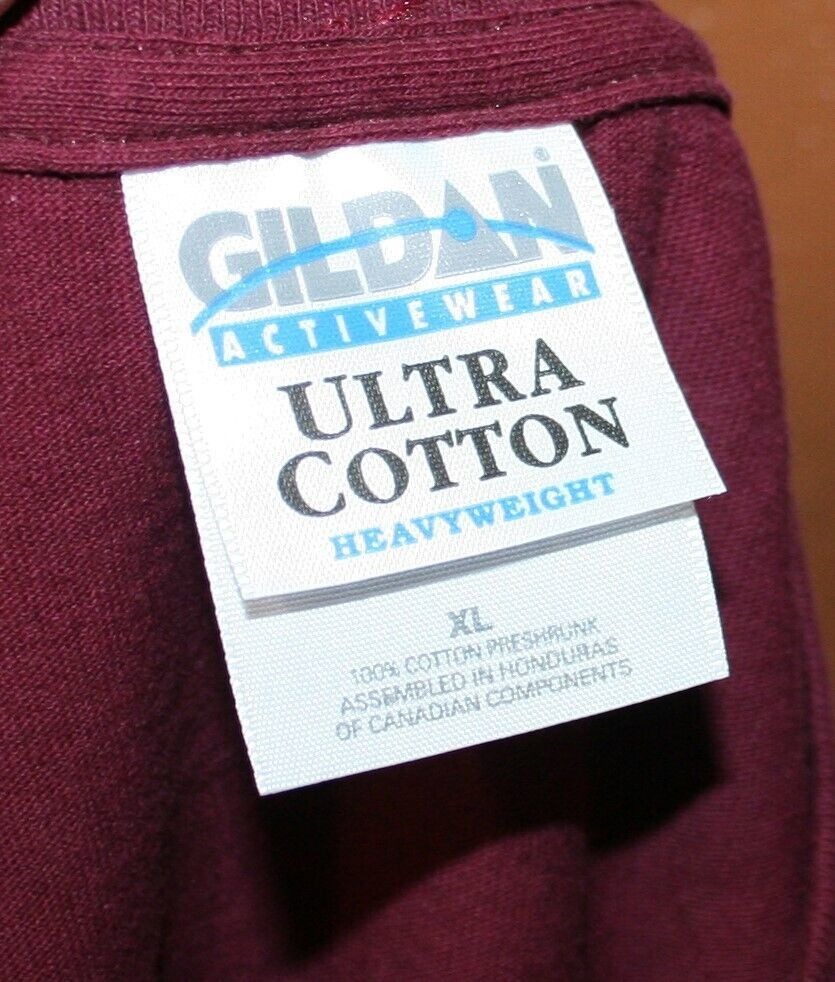 GILDAN®
ACTIVEWEAR
ULTRA
COTTON
HEAVYWEIGHT
XL
100% COTTON PRESHRUNK
ASSEMBLED IN HONDURAS
OF CANADIAN COMPONENTS